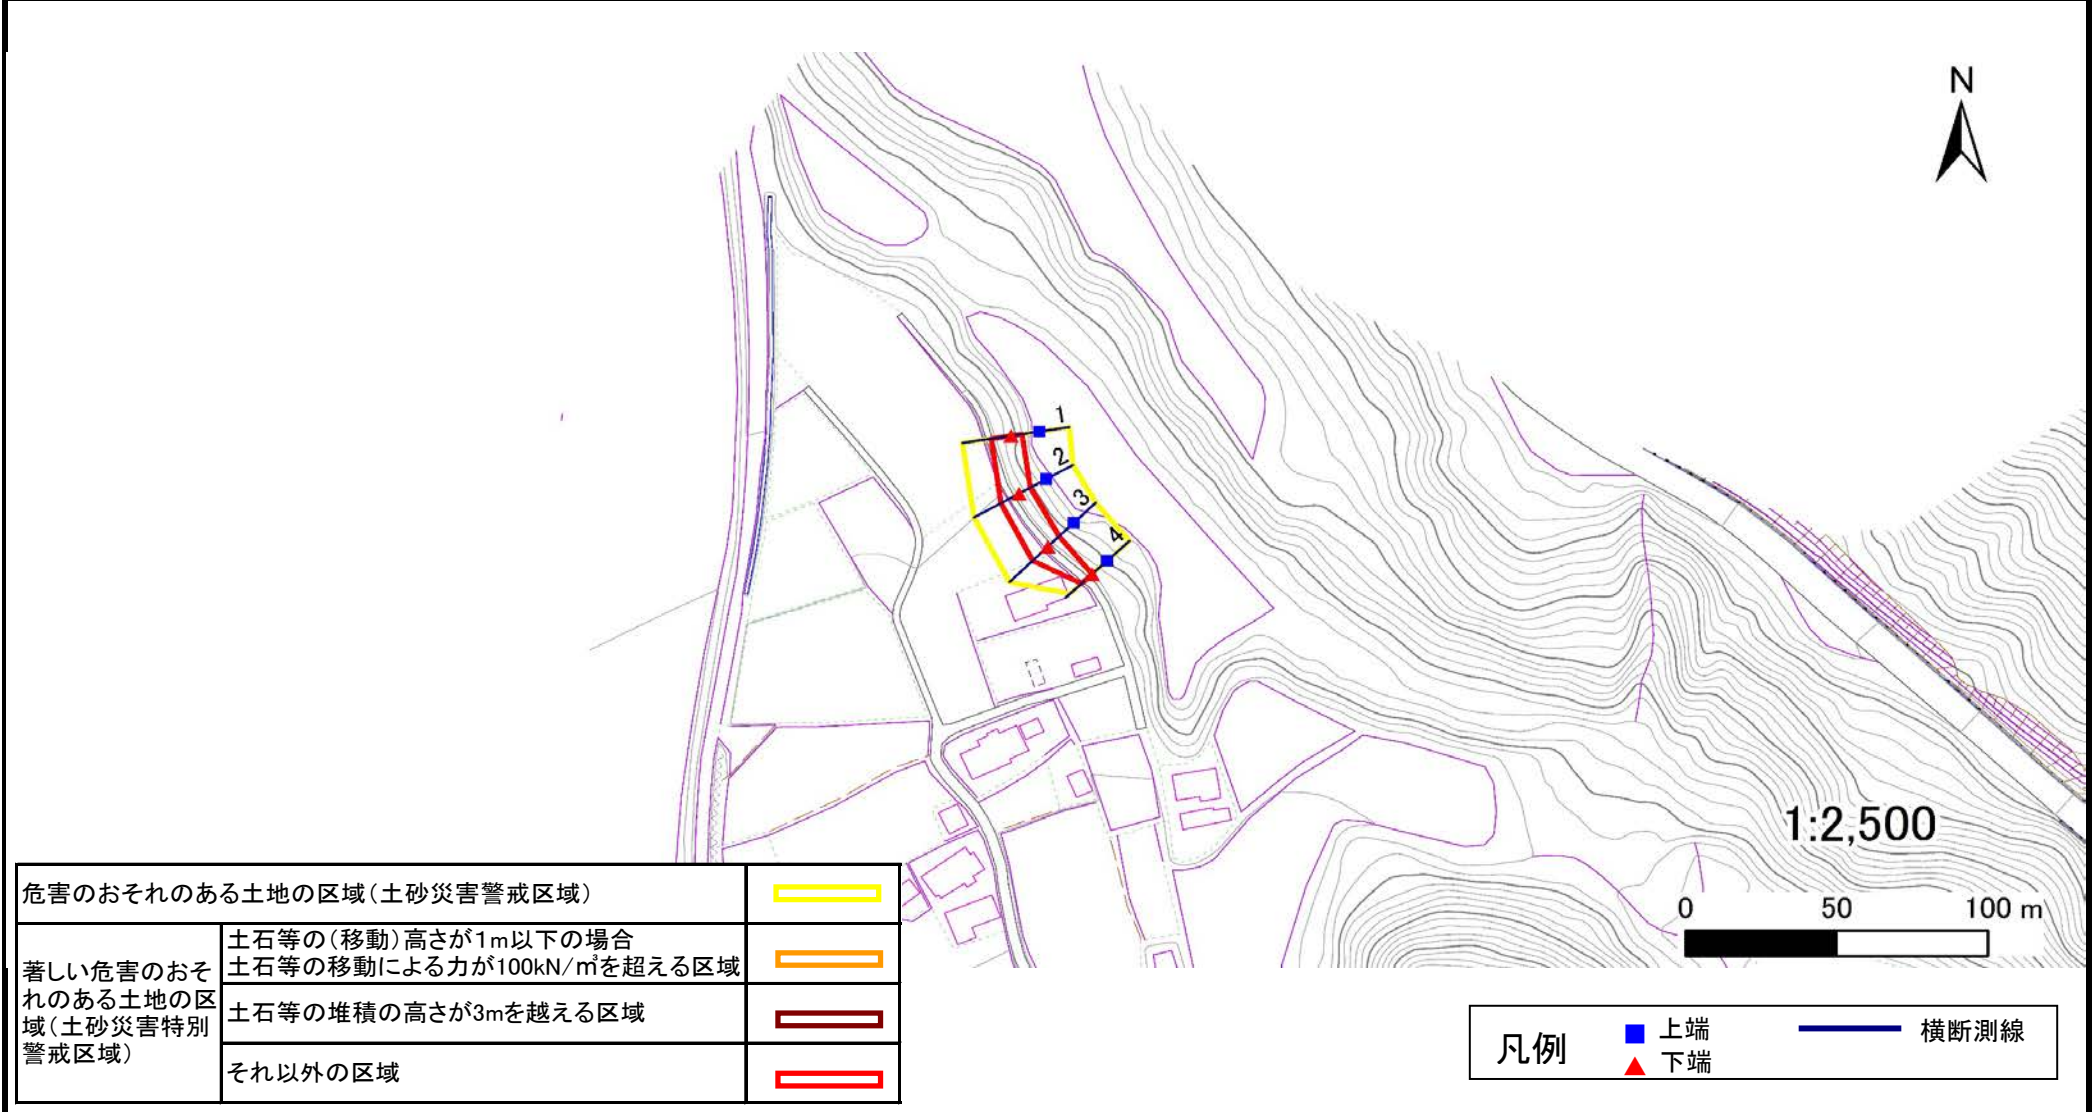 N
1
2
3
4
1:2,500
0 50 100 m
危害のおそれのある土地の区域(土砂災害警戒区域)
著しい危害のおそ
れのある土地の区
域(土砂災害特別
警戒区域)
土石等の(移動)高さが1m以下の場合
土石等の移動による力が100kN/㎡を超える区域
土石等の堆積の高さが3mを越える区域
それ以外の区域
凡例
上端
下端
横断測線